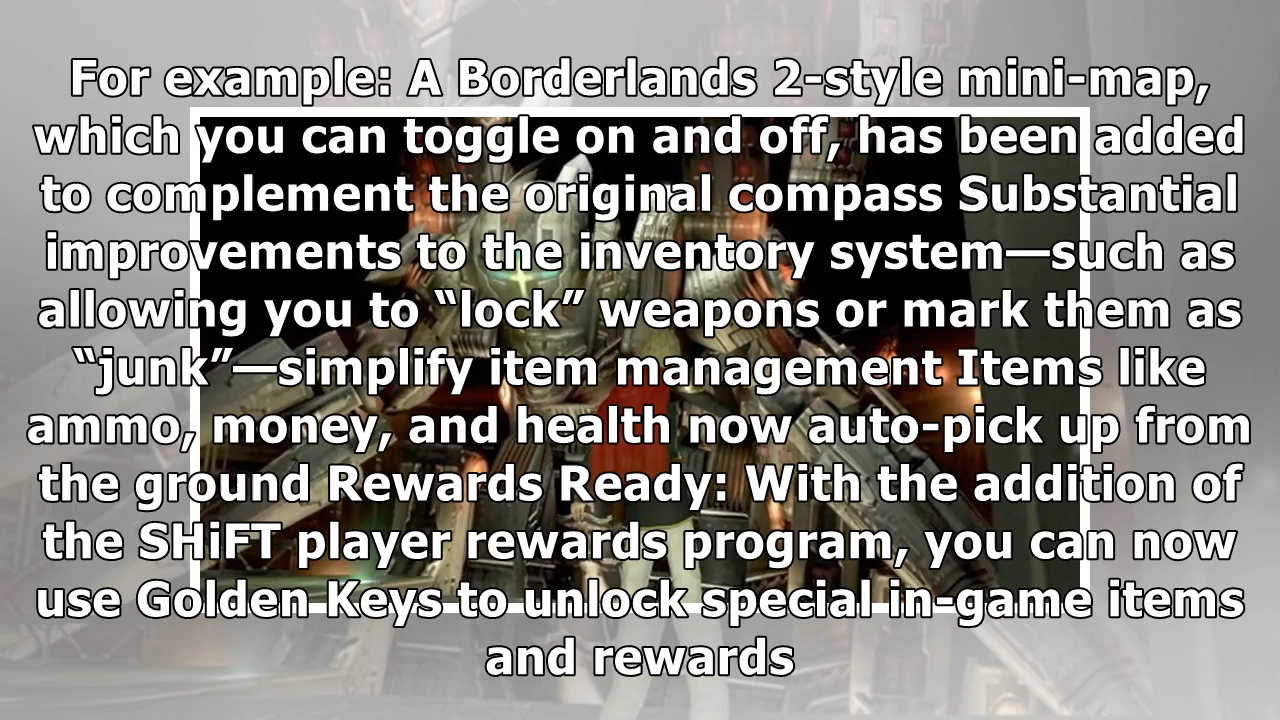 For example: A Borderlands 2-style mini-map,
which you can toggle on and off, has been added
to complement the original compass Substantial
improvements to the inventory system—such as
allowing you to “lock” weapons or mark them as
“junk”—simplify item management Items like
ammo, money, and health now auto-pick up from
the ground Rewards Ready: With the addition of
the SHiFT player rewards program, you can now
use Golden Keys to unlock special in-game items
and rewards